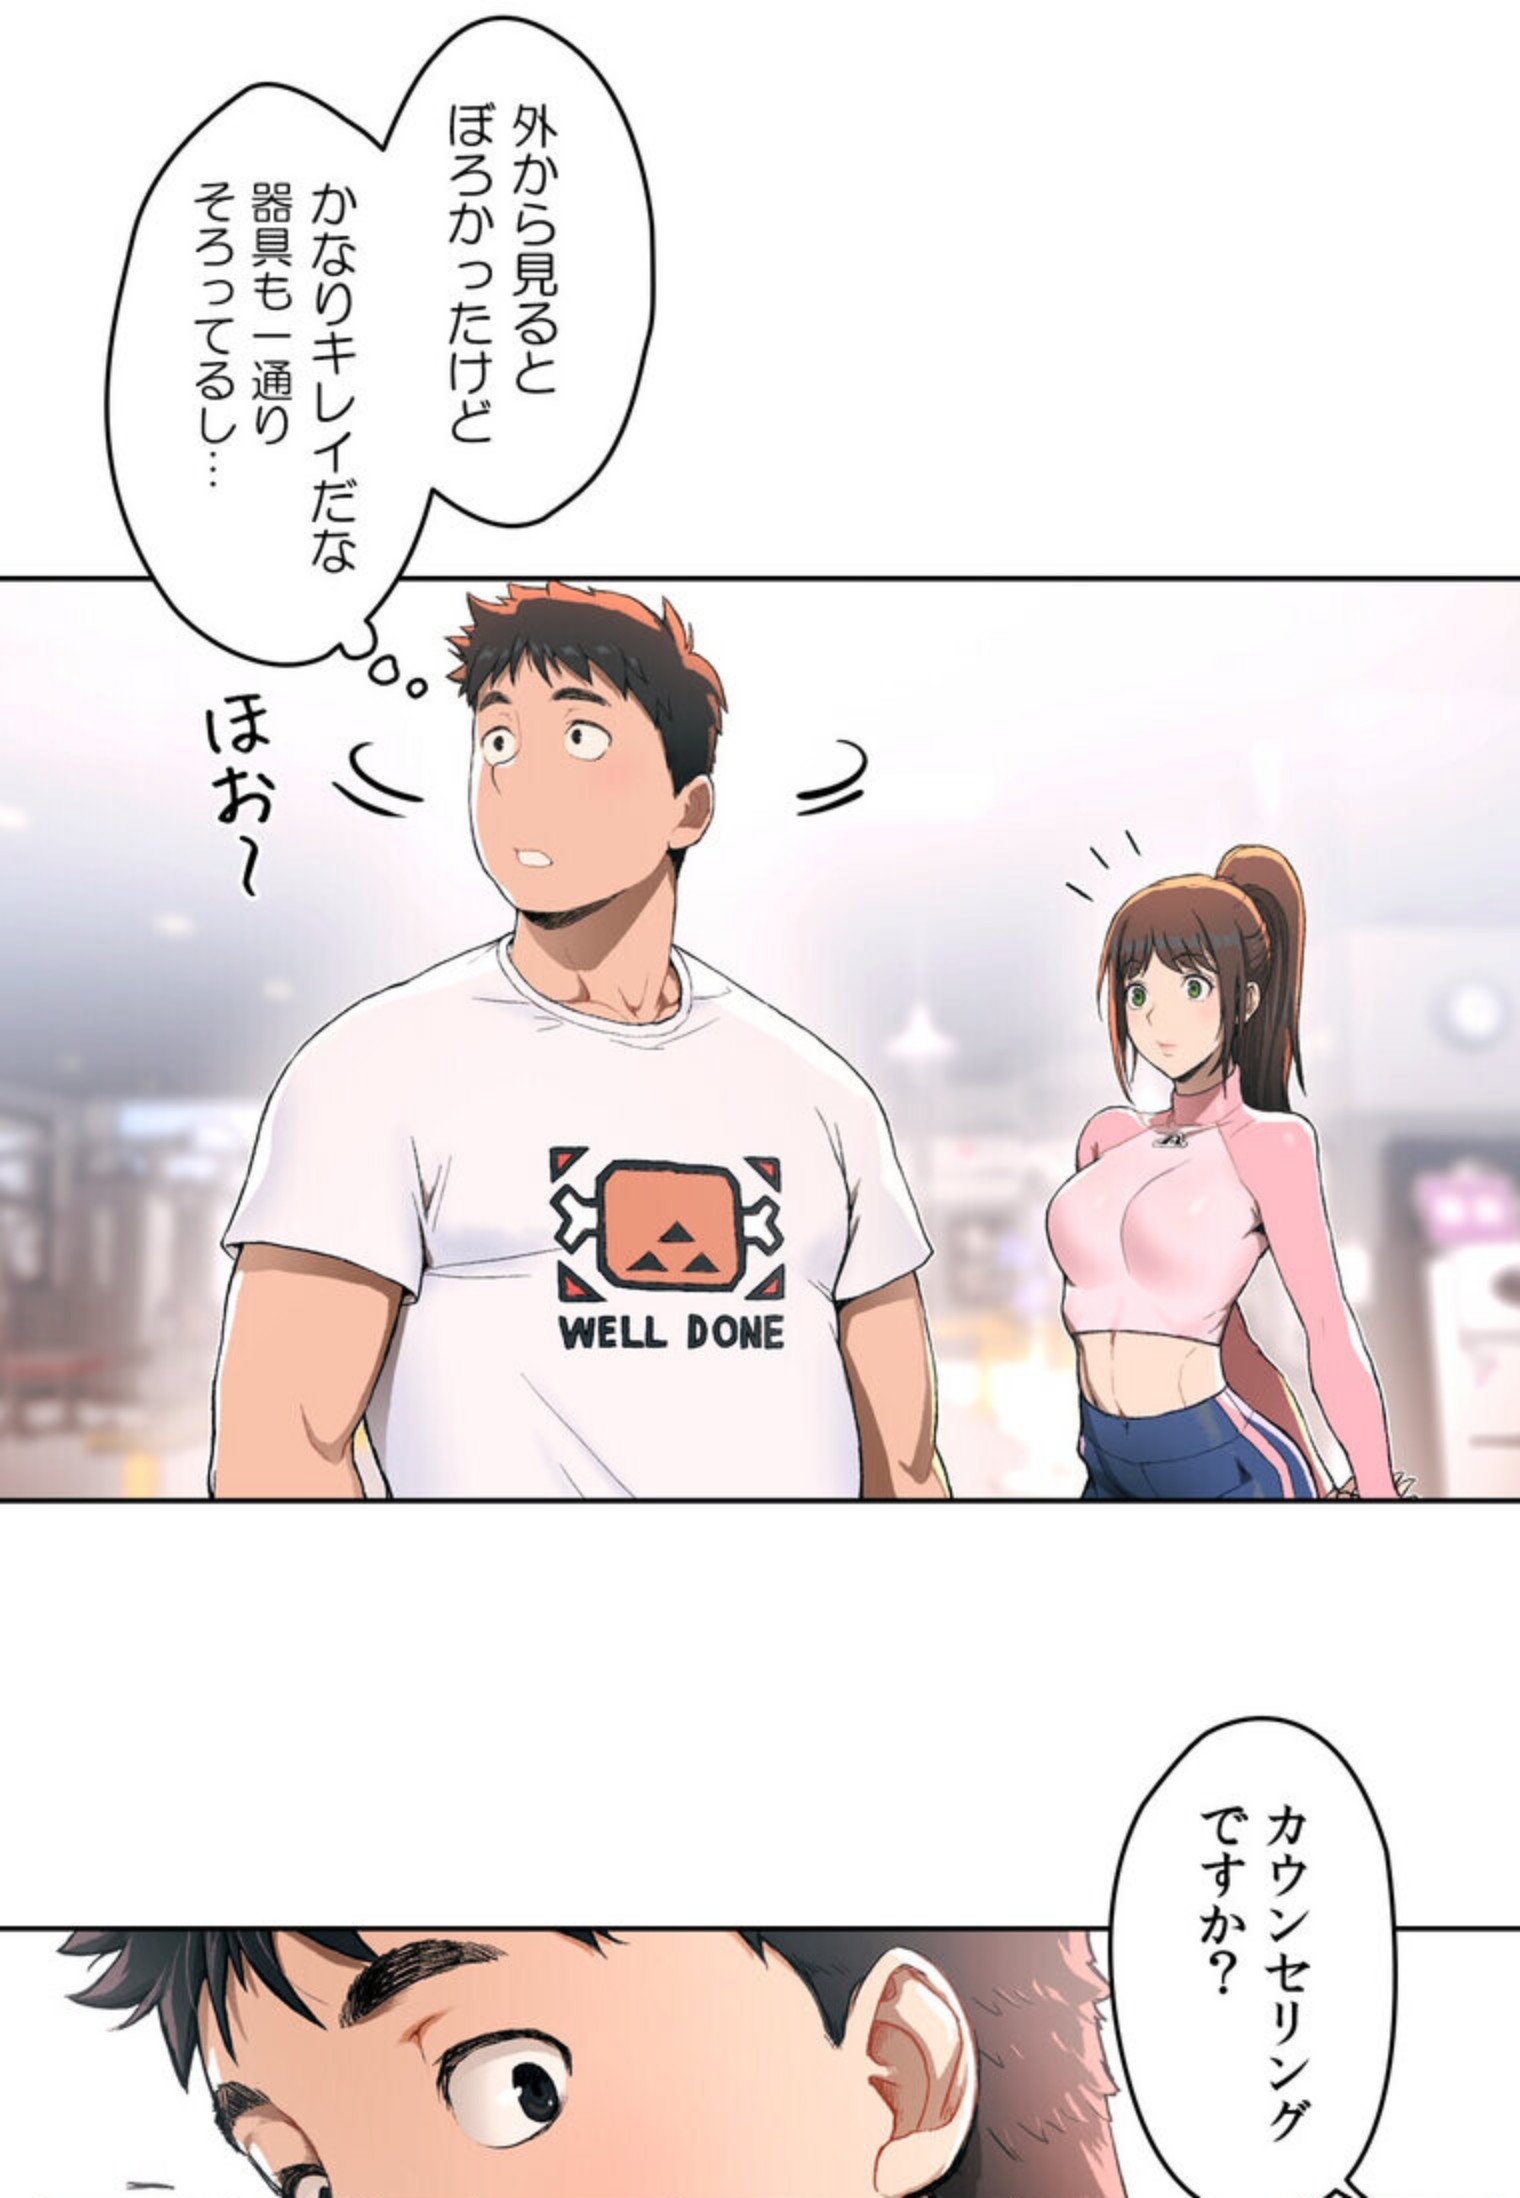 外から見ると
ぼろかったけど
かなりキレイだな
器具も一通り
そろってるし…
ほお〜
WELL DONE
カウンセリング
ですか？